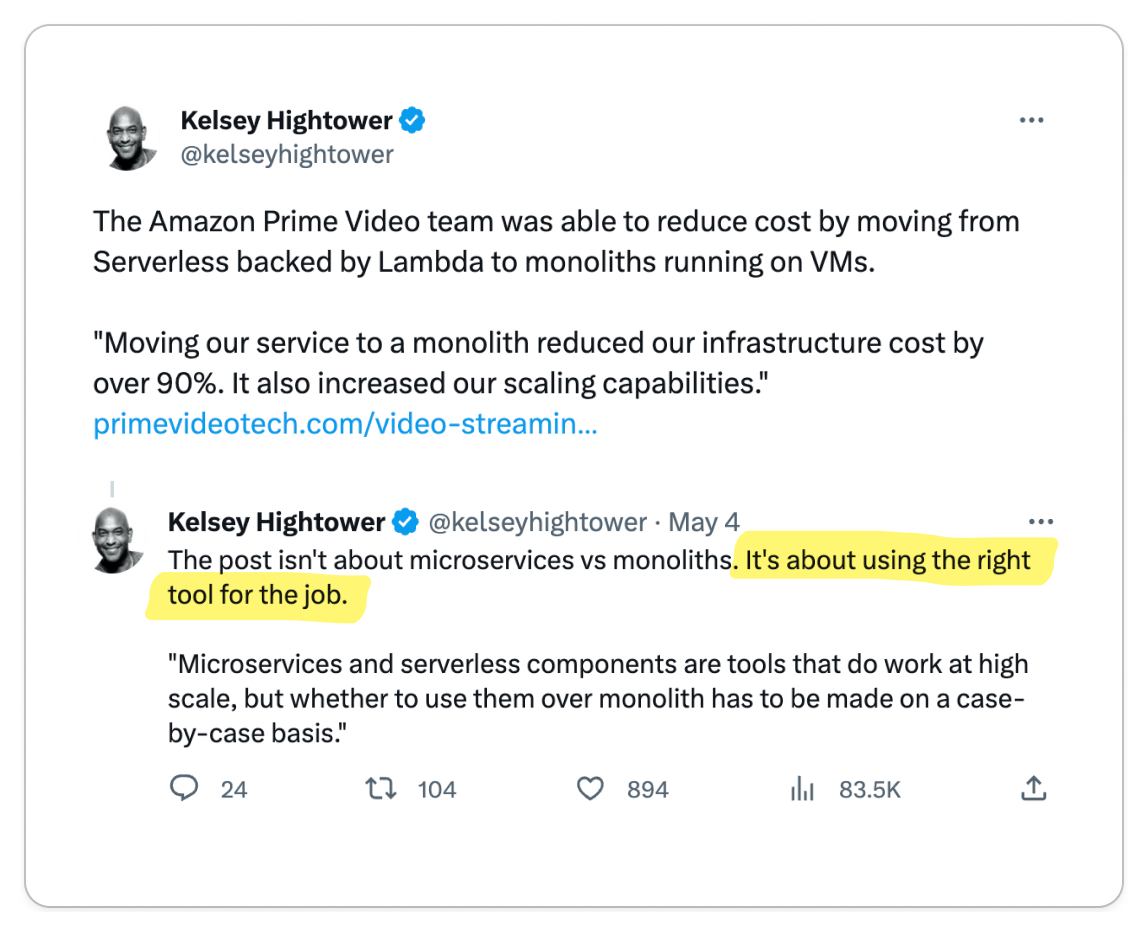 Kelsey Hightower
@kelseyhightower
The Amazon Prime Video team was able to reduce cost by moving from
Serverless backed by Lambda to monoliths running on VMs.
"Moving our service to a monolith reduced our infrastructure cost by
over 90%. It also increased our scaling capabilities."
primevideotech.com/video-streamin...
Kelsey Hightower @kelseyhightower · May 4
The post isn't about microservices vs monoliths. It's about using the right
tool for the job.
"Microservices and serverless components are tools that do work at high
scale, but whether to use them over monolith has to be made on a case-
by-case basis."
24 104 894 83.5K